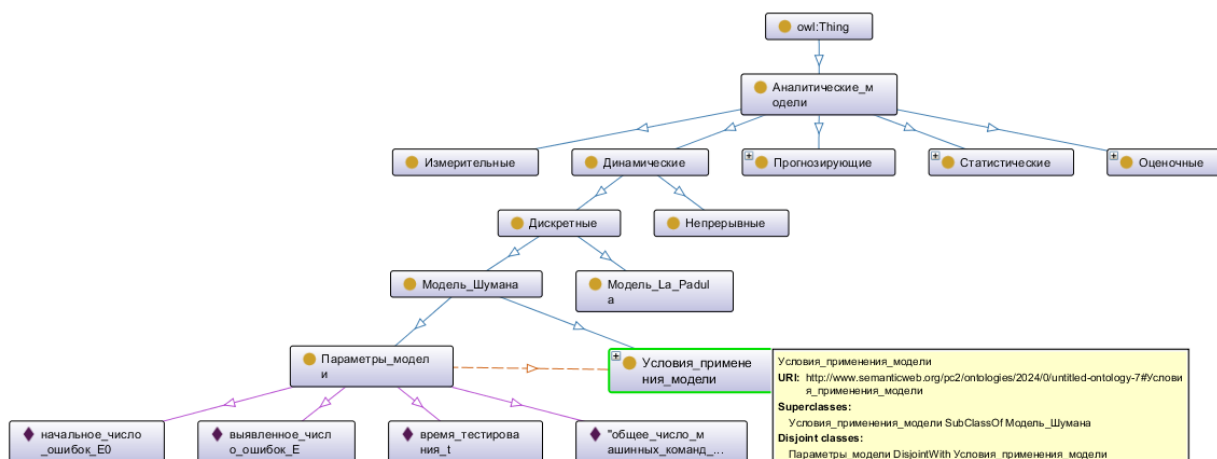 owl:Thing
Аналитические_м
одели
Измерительные
Динамические
Прогнозирующие
Статистические
Оценочные
Дискретные
Непрерывные
Модель_Шумана
Модель_La_Padul
a
Параметры_модел
и
Условия_примене
ния_модели
Условия_применения_модели
URI: http://www.semanticweb.org/pc2/ontologies/2024/0/untitled-ontology-7#Услови
я_применения_модели
Superclasses:
Условия_применения_модели SubClassOf Модель_Шумана
Disjoint classes:
Параметры_модели DisjointWith Условия_применения_модели
начальное_число
_ошибок_E0
выявленное_числ
о_ошибок_E
время_тестирова
ния_t
"общее_число_м
ашинных_команд_...